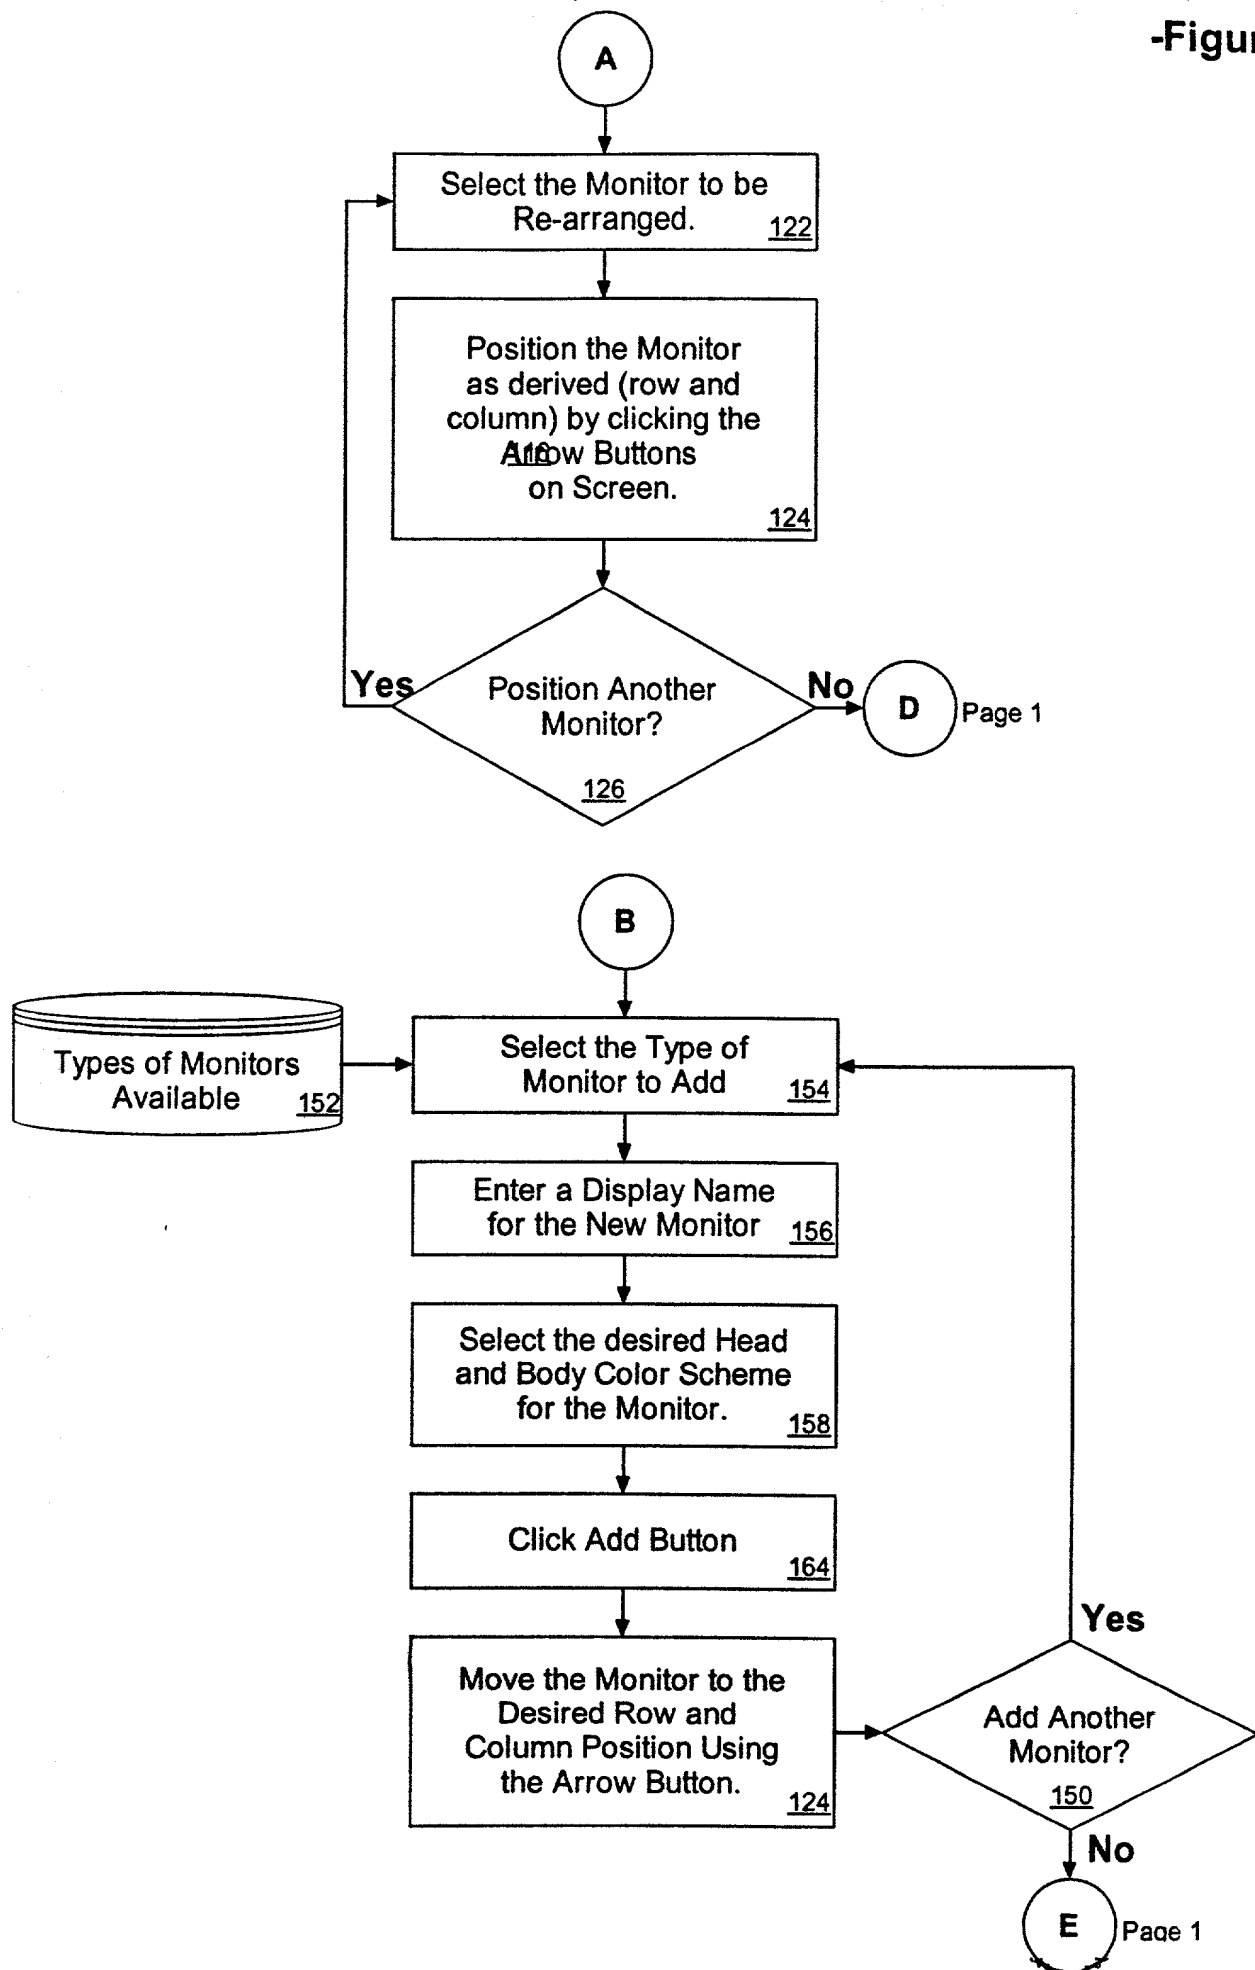 -Figur
A
Select the Monitor to be
Re-arranged.
122
Position the Monitor
as derived (row and
column) by clicking the
Arrow Buttons
on Screen.
124
Yes
Position Another
Monitor?
126
No
D
Page 1
B
Types of Monitors
Available
152
Select the Type of
Monitor to Add
154
Enter a Display Name
for the New Monitor
156
Select the desired Head
and Body Color Scheme
for the Monitor.
158
Click Add Button
164
Move the Monitor to the
Desired Row and
Column Position Using
the Arrow Button.
124
Yes
Add Another
Monitor?
150
No
E
Page 1